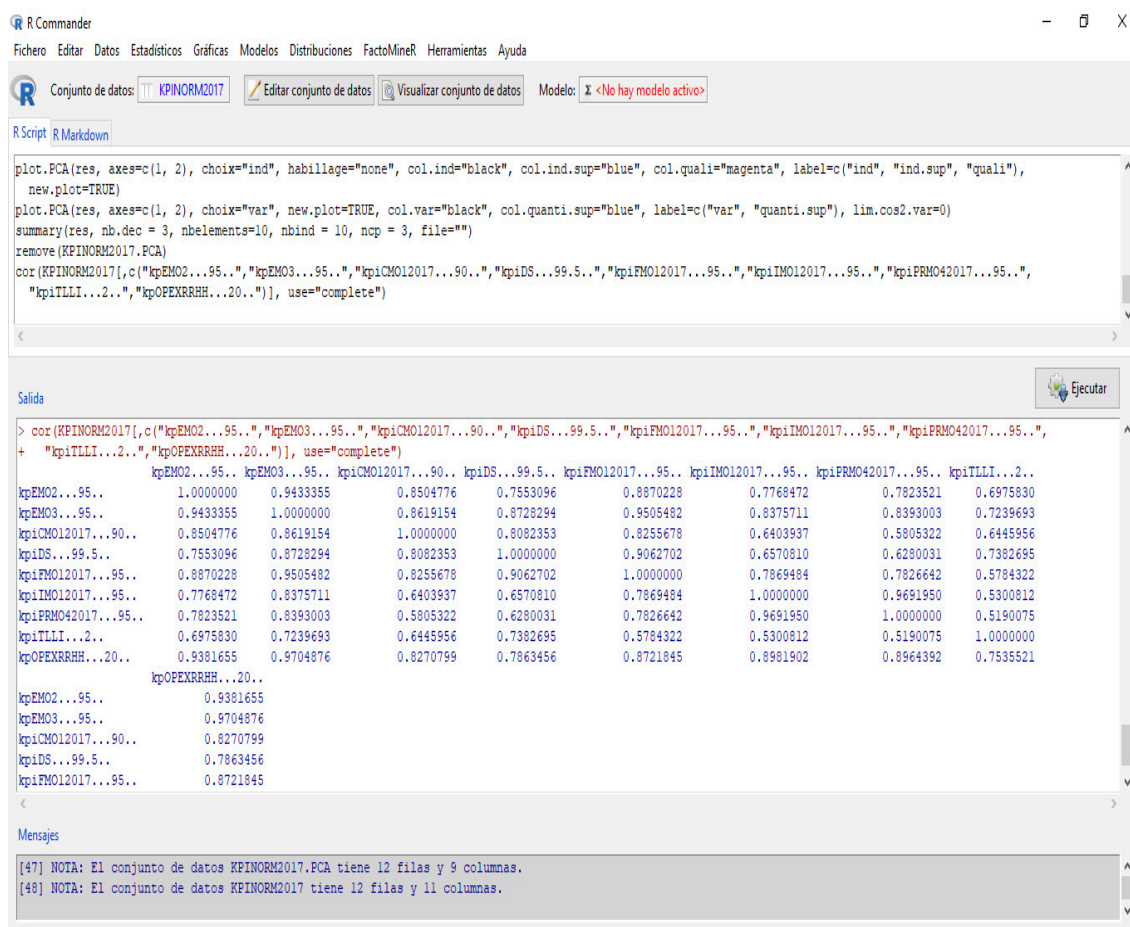 R Commander
Fichero Editar Datos Estadísticos Gráficas Modelos Distribuciones FactoMineR Herramientas Ayuda
Conjunto de datos: KPINORM2017 Editar conjunto de datos Visualizar conjunto de datos Modelo: Σ <No hay modelo activo>
R Script R Markdown
plot.PCA(res, axes=c(1, 2), choix="ind", habillage="none", col.ind="black", col.ind.sup="blue", col.quali="magenta", label=c("ind", "ind.sup", "quali"),
new.plot=TRUE)
plot.PCA(res, axes=c(1, 2), choix="var", new.plot=TRUE, col.var="black", col.quanti.sup="blue", label=c("var", "quanti.sup"), lim.cos2.var=0)
summary(res, nb.dec = 3, nbelements=10, nbind = 10, ncp = 3, file="")
remove(KPINORM2017.PCA)
cor(KPINORM2017[,c("kpEMO2...95..","kpEMO3...95..","kpiCMO12017...90..","kpiDS...99.5..","kpiFMO12017...95..","kpiIMO12017...95..","kpiPRMO42017...95..",
"kpiTLLI...2..","kpOPEXRRHH...20..")], use="complete")
Ejecutar
Salida
> cor(KPINORM2017[,c("kpEMO2...95..","kpEMO3...95..","kpiCMO12017...90..","kpiDS...99.5..","kpiFMO12017...95..","kpiIMO12017...95..","kpiPRMO42017...95..",
+ "kpiTLLI...2..","kpOPEXRRHH...20..")], use="complete")
kpEMO2...95.. kpEMO3...95.. kpiCMO12017...90.. kpiDS...99.5.. kpiFMO12017...95.. kpiIMO12017...95.. kpiPRMO42017...95.. kpiTLLI...2..
kpEMO2...95.. 1.0000000 0.9433355 0.8504776 0.7553096 0.8870228 0.7768472 0.7823521 0.6975830
kpEMO3...95.. 0.9433355 1.0000000 0.8619154 0.8728294 0.9505482 0.8375711 0.8393003 0.7239693
kpiCMO12017...90.. 0.8504776 0.8619154 1.0000000 0.8082353 0.8255678 0.6403937 0.5805322 0.6445956
kpiDS...99.5.. 0.7553096 0.8728294 0.8082353 1.0000000 0.9062702 0.6570810 0.6280031 0.7382695
kpiFMO12017...95.. 0.8870228 0.9505482 0.8255678 0.9062702 1.0000000 0.7869484 0.7826642 0.5784322
kpiIMO12017...95.. 0.7768472 0.8375711 0.6403937 0.6570810 0.7869484 1.0000000 0.9691950 0.5300812
kpiPRMO42017...95.. 0.7823521 0.8393003 0.5805322 0.6280031 0.7826642 0.9691950 1.0000000 0.5190075
kpiTLLI...2.. 0.6975830 0.7239693 0.6445956 0.7382695 0.5784322 0.5300812 0.5190075 1.0000000
kpOPEXRRHH...20.. 0.9381655 0.9704876 0.8270799 0.7863456 0.8721845 0.8981902 0.8964392 0.7535521
kpOPEXRRHH...20..
kpEMO2...95.. 0.9381655
kpEMO3...95.. 0.9704876
kpiCMO12017...90.. 0.8270799
kpiDS...99.5.. 0.7863456
kpiFMO12017...95.. 0.8721845
Mensajes
[47] NOTA: El conjunto de datos KPINORM2017.PCA tiene 12 filas y 9 columnas.
[48] NOTA: El conjunto de datos KPINORM2017 tiene 12 filas y 11 columnas.